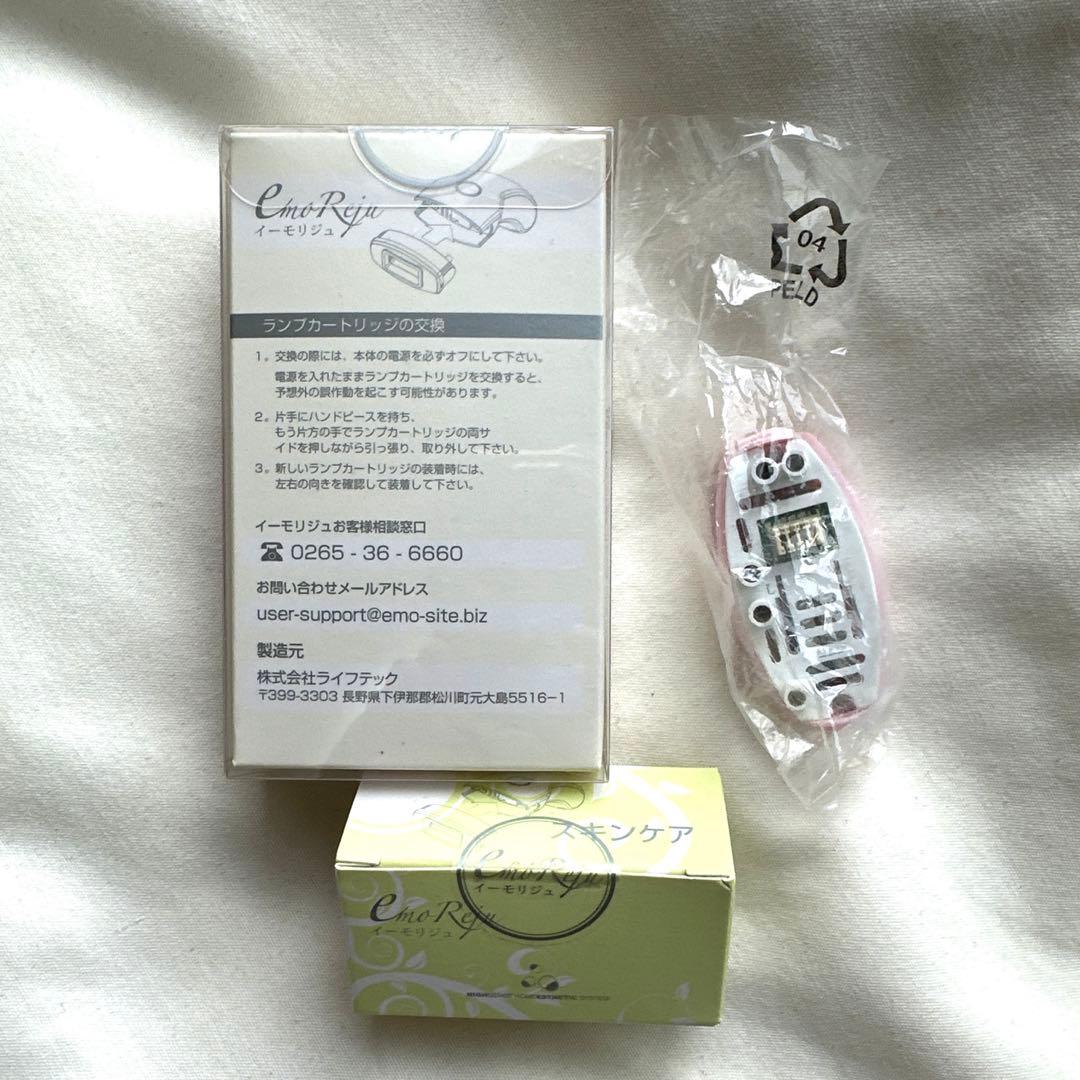 emo-Reju
イーモリジュ
ランプカートリッジの交換
1。交換の際には、本体の電源を必ずオフにして下さい。
電源を入れたままランプカートリッジを交換すると、
予想外の誤作動を起こす可能性があります。
2。片手にハンドピースを持ち、
もう片方の手でランプカートリッジの両サ
イドを押しながら引っ張り、取り外して下さい。
3。新しいランプカートリッジの装着時には、
左右の向きを確認して装着して下さい。
イーモリジュお客様相談窓口
☎ 0265 - 36 - 6660
お問い合わせメールアドレス
user-support@emo-site.biz
製造元
株式会社ライフテック
〒399-3303 長野県下伊那郡松川町元大島5516-1
04
PELD
スキンケア
emo-Reju
イーモリジュ
emo-Reju
イーモリジュ